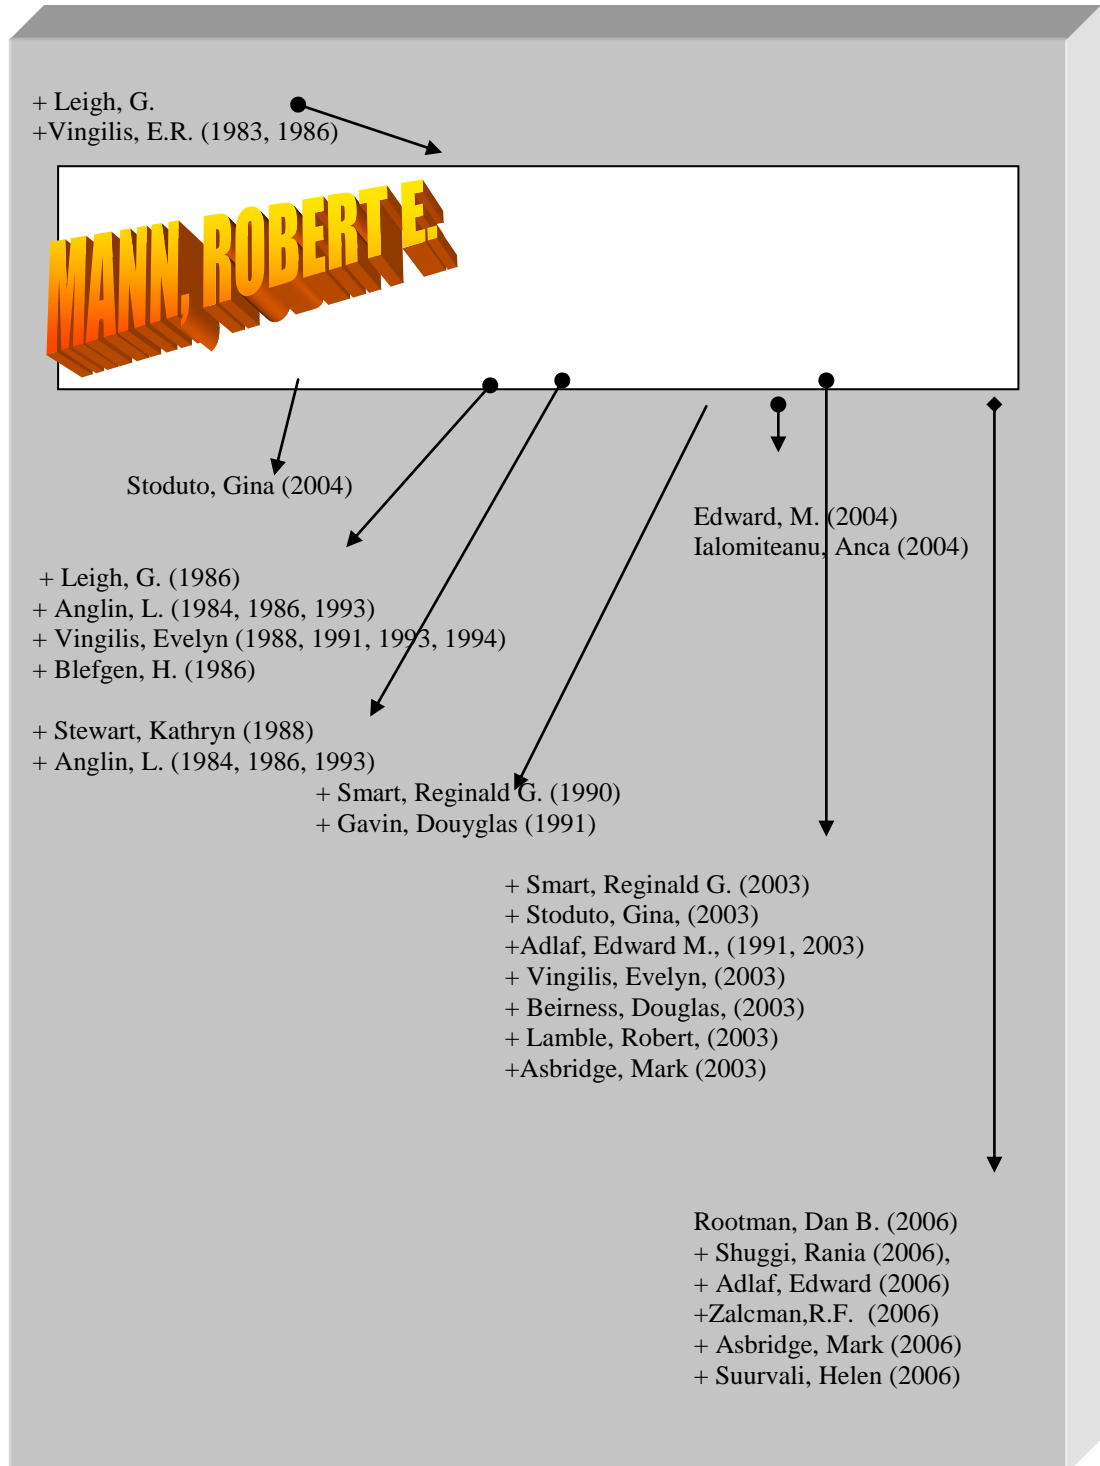 + Leigh, G.
+Vingilis, E.R. (1983, 1986)
MANN, ROBERT E.
Stoduto, Gina (2004)
Edward, M. (2004)
Ialomiteanu, Anca (2004)
+ Leigh, G. (1986)
+ Anglin, L. (1984, 1986, 1993)
+ Vingilis, Evelyn (1988, 1991, 1993, 1994)
+ Blefgen, H. (1986)
+ Stewart, Kathryn (1988)
+ Anglin, L. (1984, 1986, 1993)
+ Smart, Reginald G. (1990)
+ Gavin, Douyglas (1991)
+ Smart, Reginald G. (2003)
+ Stoduto, Gina, (2003)
+Adlaf, Edward M., (1991, 2003)
+ Vingilis, Evelyn, (2003)
+ Beirness, Douglas, (2003)
+ Lamble, Robert, (2003)
+Asbridge, Mark (2003)
Rootman, Dan B. (2006)
+ Shuggi, Rania (2006),
+ Adlaf, Edward (2006)
+Zalcman,R.F. (2006)
+ Asbridge, Mark (2006)
+ Suurvali, Helen (2006)